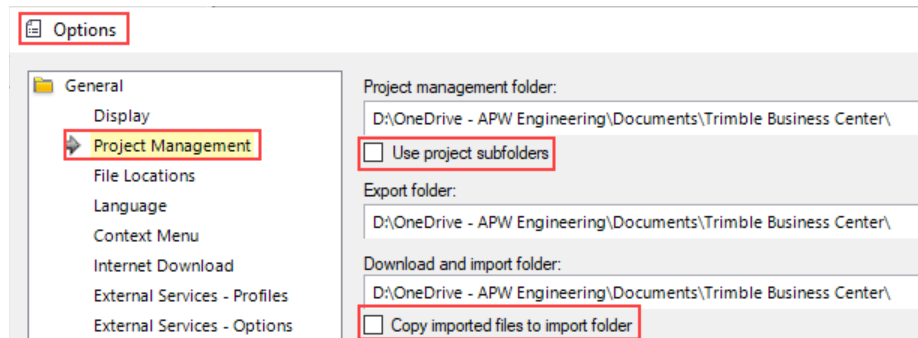 Options
General
Display
Project Management
File Locations
Language
Context Menu
Internet Download
External Services - Profiles
External Services - Options
Project management folder:
D:\OneDrive - APW Engineering\Documents\Trimble Business Center\
Use project subfolders
Export folder:
D:\OneDrive - APW Engineering\Documents\Trimble Business Center\
Download and import folder:
D:\OneDrive - APW Engineering\Documents\Trimble Business Center\
Copy imported files to import folder